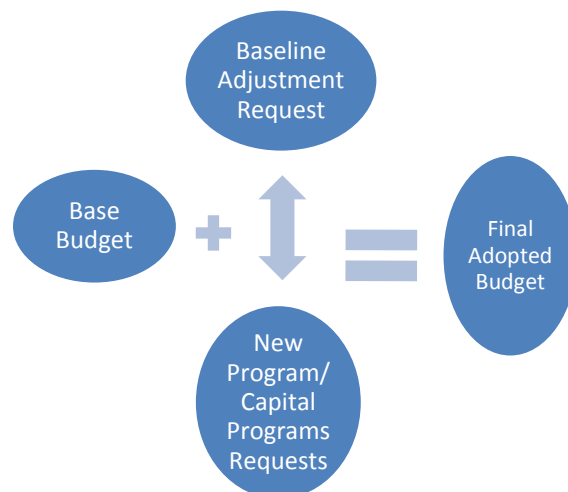 Baseline
Adjustment
Request
Base
Budget
+
=
Final
Adopted
Budget
New
Program/
Capital
Programs
Requests